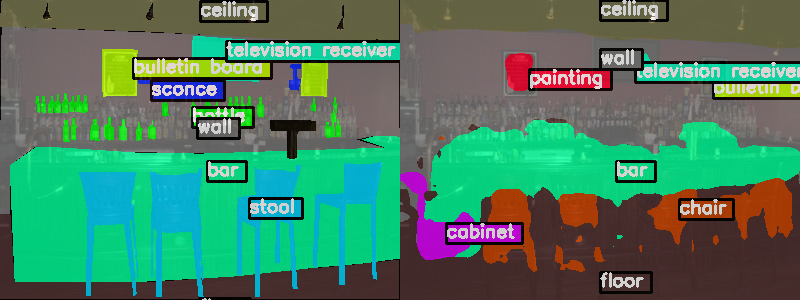 ceiling
television receiver
bulletin board
sconce
bottle
wall
bar
stool
ceiling
wall
television receiver
painting
bar
chair
cabinet
floor